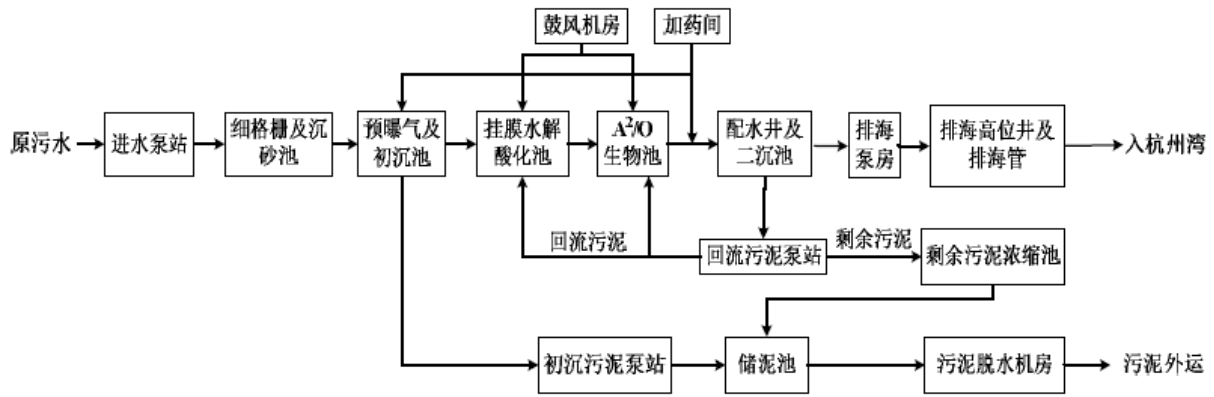 鼓风机房
加药间
原污水
进水泵站
细格栅及沉
砂池
预曝气及
初沉池
挂膜水解
酸化池
A²/O
生物池
配水井及
二沉池
排海
泵房
排海高位井及
排海管
入杭州湾
回流污泥
回流污泥泵站
剩余污泥
剩余污泥浓缩池
初沉污泥泵站
储泥池
污泥脱水机房
污泥外运